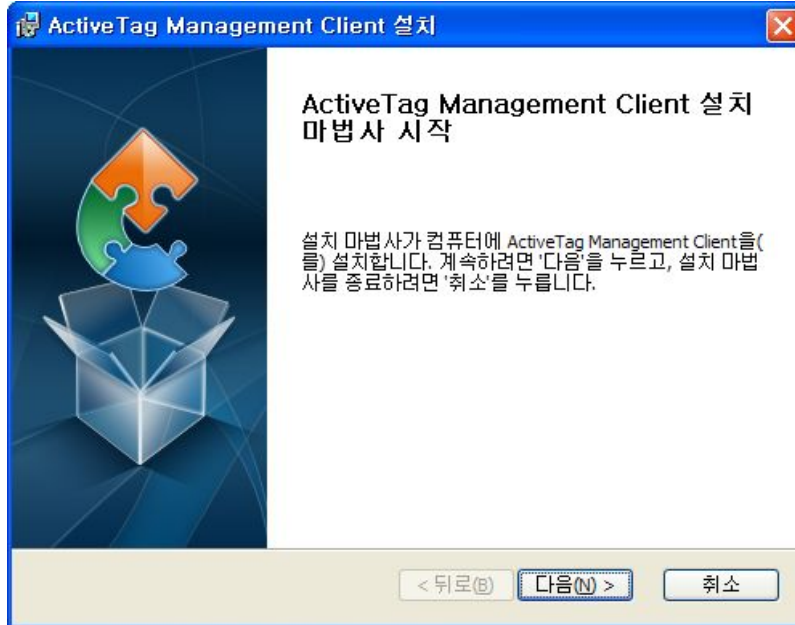 ActiveTag Management Client 설치
ActiveTag Management Client 설치
마법사 시작
설치 마법사가 컴퓨터에 ActiveTag Management Client을(
를) 설치합니다. 계속하려면 '다음'을 누르고, 설치 마법
사를 종료하려면 '취소'를 누릅니다.
< 뒤로(B) 다음(N) > 취소